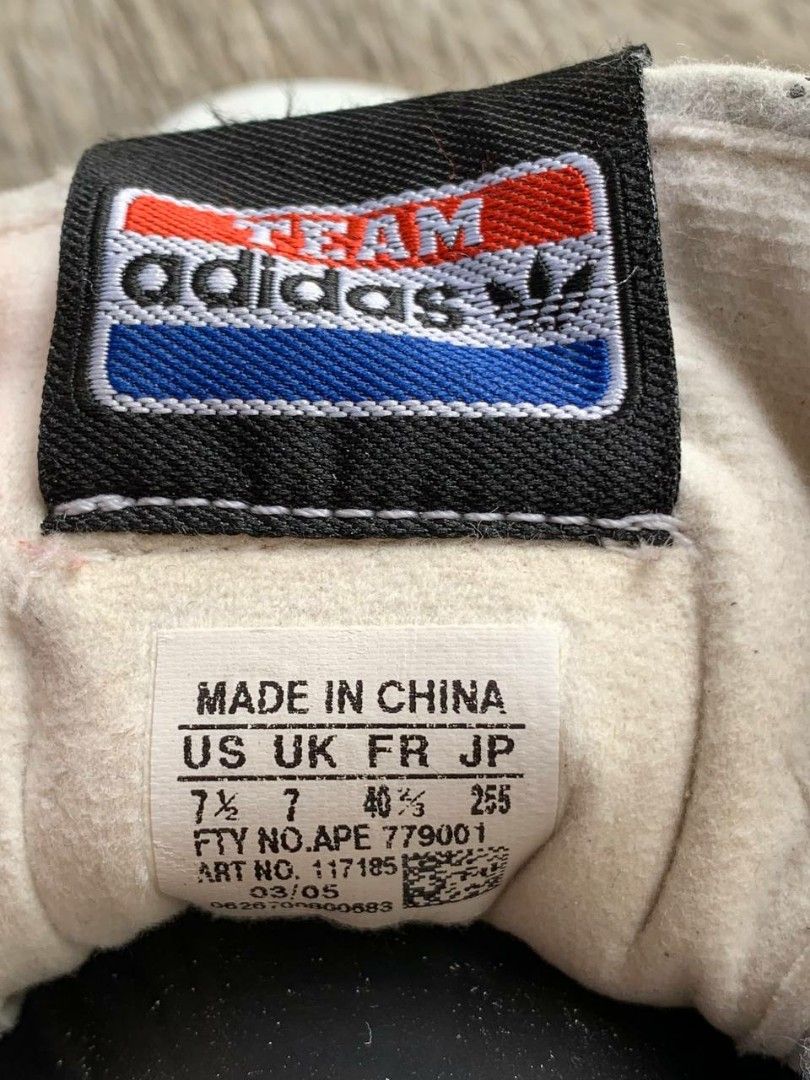 TEAM
adidas
MADE IN CHINA
US UK FR JP
7½ 7 40⅔ 255
FTY NO.APE 779001
ART NO. 117185
03/05